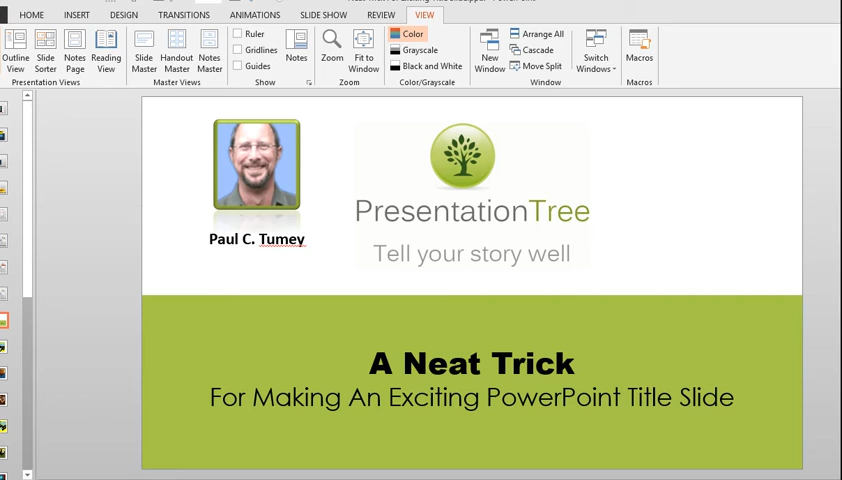 HOME INSERT DESIGN TRANSITIONS ANIMATIONS SLIDE SHOW REVIEW VIEW
Outline View
Slide Sorter
Notes Page
Reading View
Presentation Views
Slide Master
Handout Master
Notes Master
Master Views
Ruler
Gridlines
Guides
Show
Notes
Zoom
Fit to Window
Zoom
Color
Grayscale
Black and White
Color/Grayscale
New Window
Arrange All
Cascade
Move Split
Window
Switch Windows
Macros
Macros
Paul C. Tumey
PresentationTree
Tell your story well
A Neat Trick
For Making An Exciting PowerPoint Title Slide